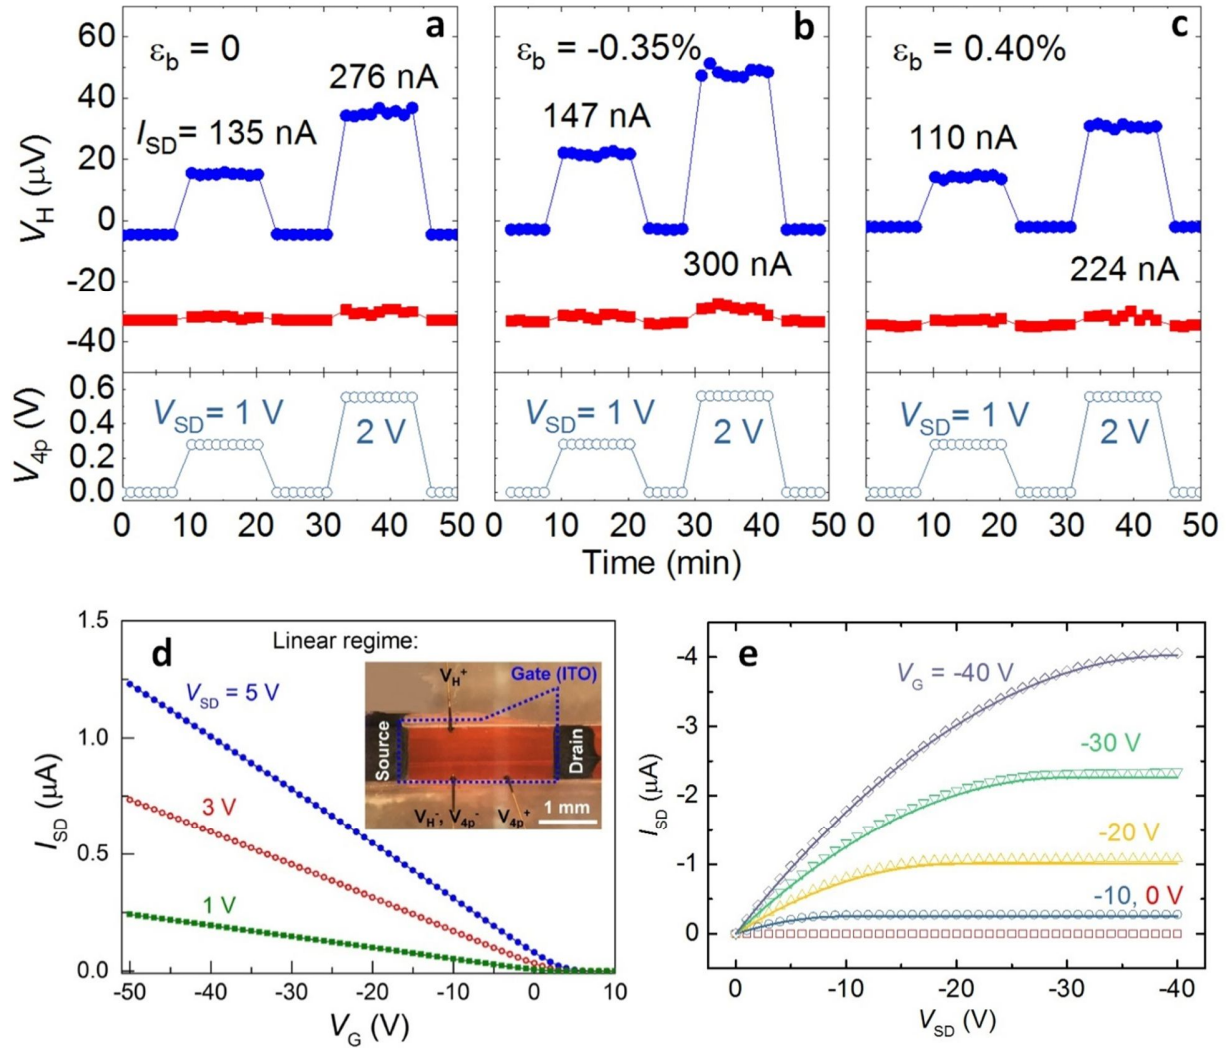 a
b
c
εb = 0
εb = -0.35%
εb = 0.40%
276 nA
ISD= 135 nA
147 nA
110 nA
300 nA
224 nA
VH (μV)
60
40
20
0
-20
-40
V4p (V)
0.6
0.4
0.2
0.0
VSD= 1 V
2 V
VSD= 1 V
2 V
VSD= 1 V
2 V
0 10 20 30 40 50
0 10 20 30 40 50
0 10 20 30 40 50
Time (min)
d
Linear regime:
ISD (μA)
1.5
1.0
0.5
0.0
VSD = 5 V
3 V
1 V
VH+
Gate (ITO)
Source
Drain
VH-, V4p-
V4p+
1 mm
-50 -40 -30 -20 -10 0 10
VG (V)
e
ISD (μA)
-4
-3
-2
-1
0
VG = -40 V
-30 V
-20 V
-10, 0 V
0 -10 -20 -30 -40
VSD (V)